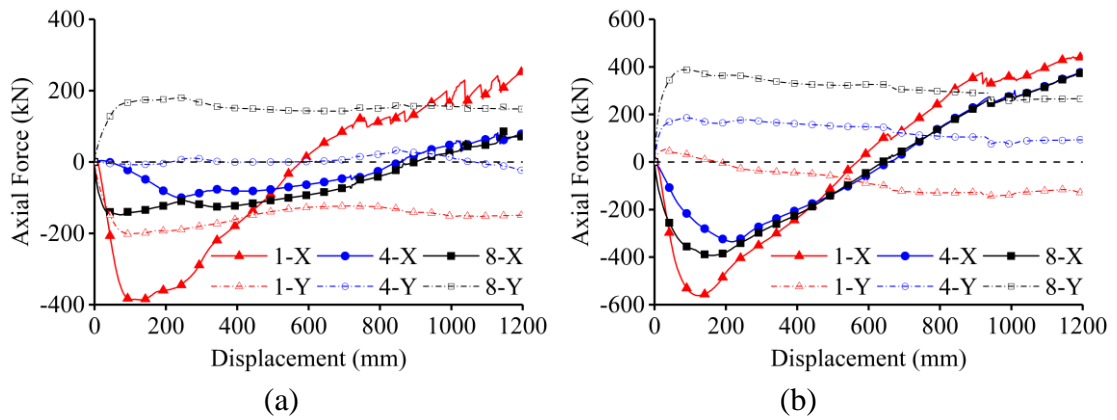 400
200
0
-200
-400
Axial Force (kN)
1-X 4-X 8-X
1-Y 4-Y 8-Y
0 200 400 600 800 1000 1200
Displacement (mm)
(a)
600
400
200
0
-200
-400
-600
Axial Force (kN)
1-X 4-X 8-X
1-Y 4-Y 8-Y
0 200 400 600 800 1000 1200
Displacement (mm)
(b)